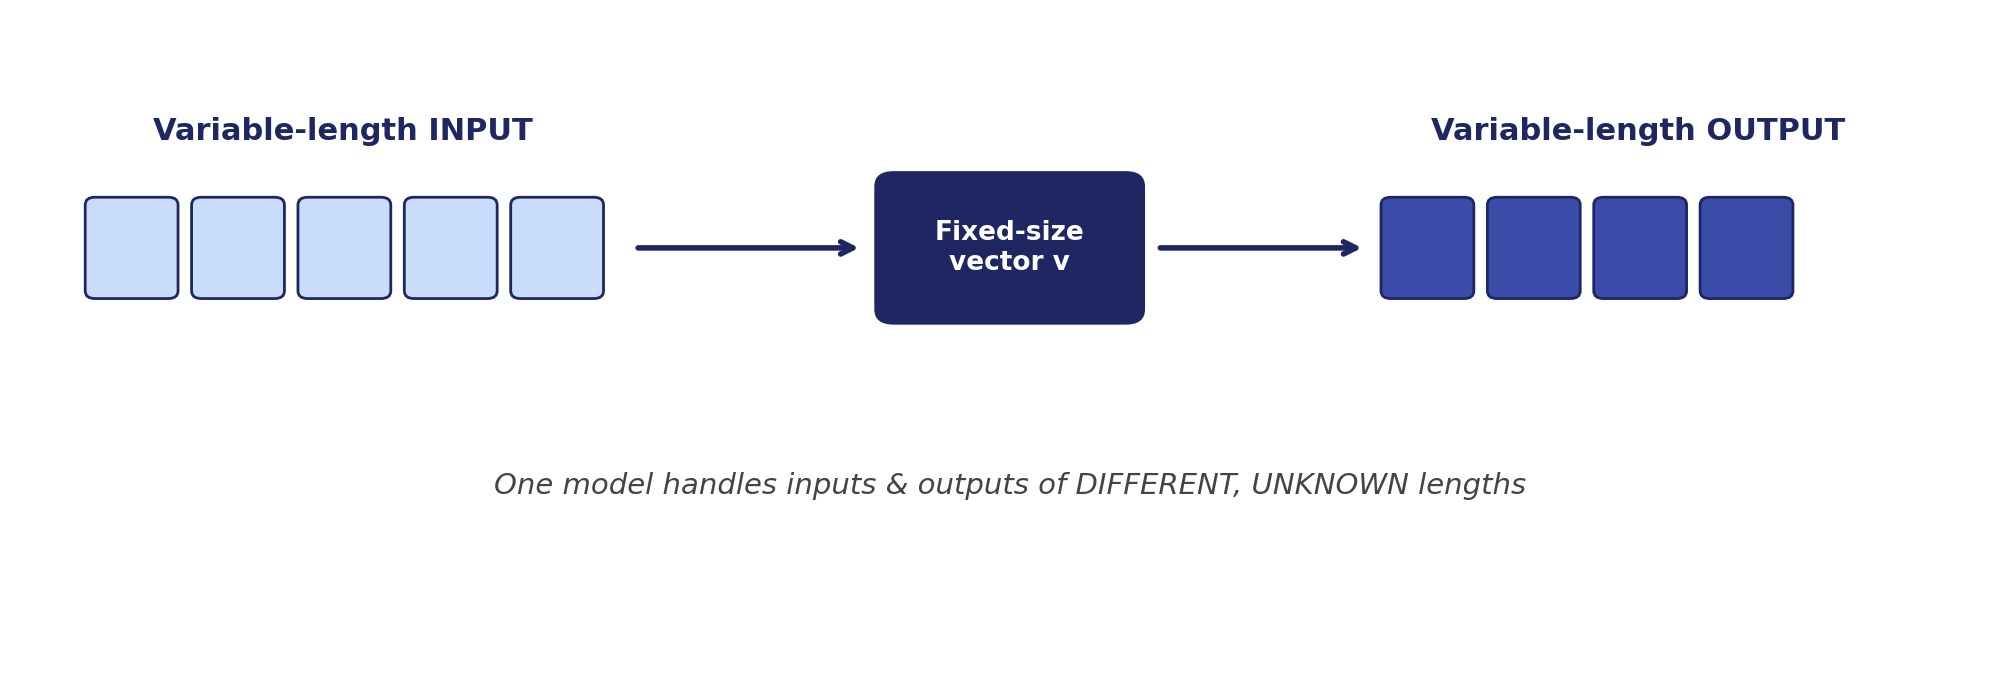 Variable-length INPUT
Variable-length OUTPUT
Fixed-size
vector v
One model handles inputs & outputs of DIFFERENT, UNKNOWN lengths